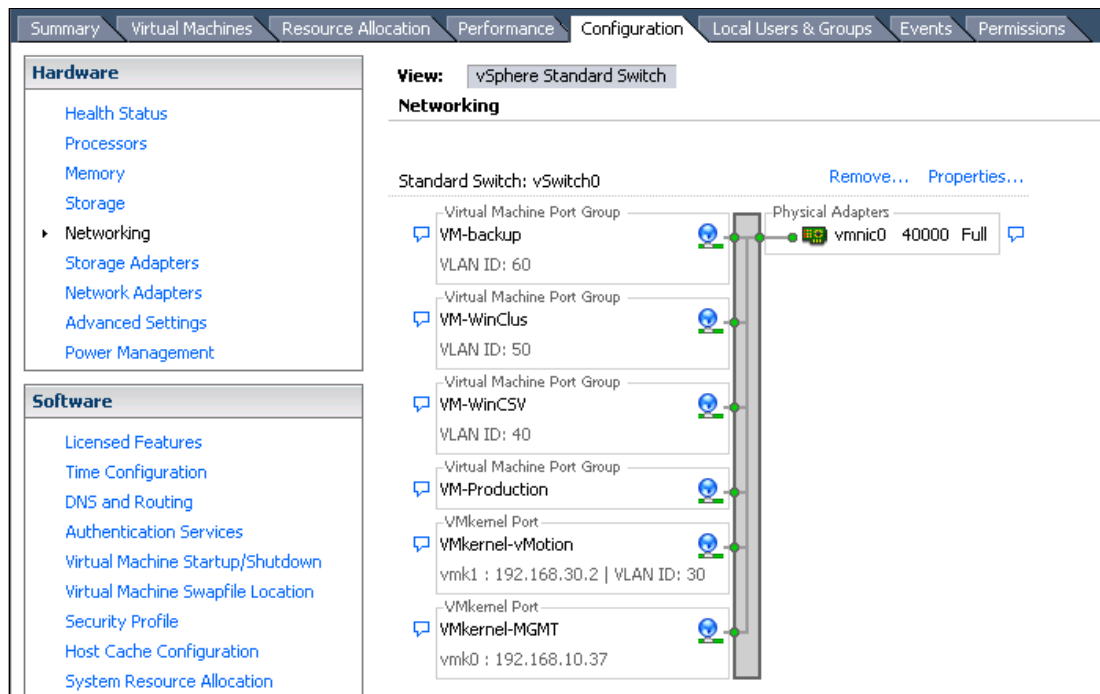 Summary Virtual Machines Resource Allocation Performance Configuration Local Users & Groups Events Permissions
Hardware
Health Status
Processors
Memory
Storage
Networking
Storage Adapters
Network Adapters
Advanced Settings
Power Management
Software
Licensed Features
Time Configuration
DNS and Routing
Authentication Services
Virtual Machine Startup/Shutdown
Virtual Machine Swapfile Location
Security Profile
Host Cache Configuration
System Resource Allocation
View: vSphere Standard Switch
Networking
Standard Switch: vSwitch0 Remove... Properties...
Virtual Machine Port Group
VM-backup
VLAN ID: 60
Physical Adapters
vmnic0 40000 Full
Virtual Machine Port Group
VM-WinClus
VLAN ID: 50
Virtual Machine Port Group
VM-WinCSV
VLAN ID: 40
Virtual Machine Port Group
VM-Production
VMkernel Port
VMkernel-vMotion
vmk1 : 192.168.30.2 | VLAN ID: 30
VMkernel Port
VMkernel-MGMT
vmk0 : 192.168.10.37